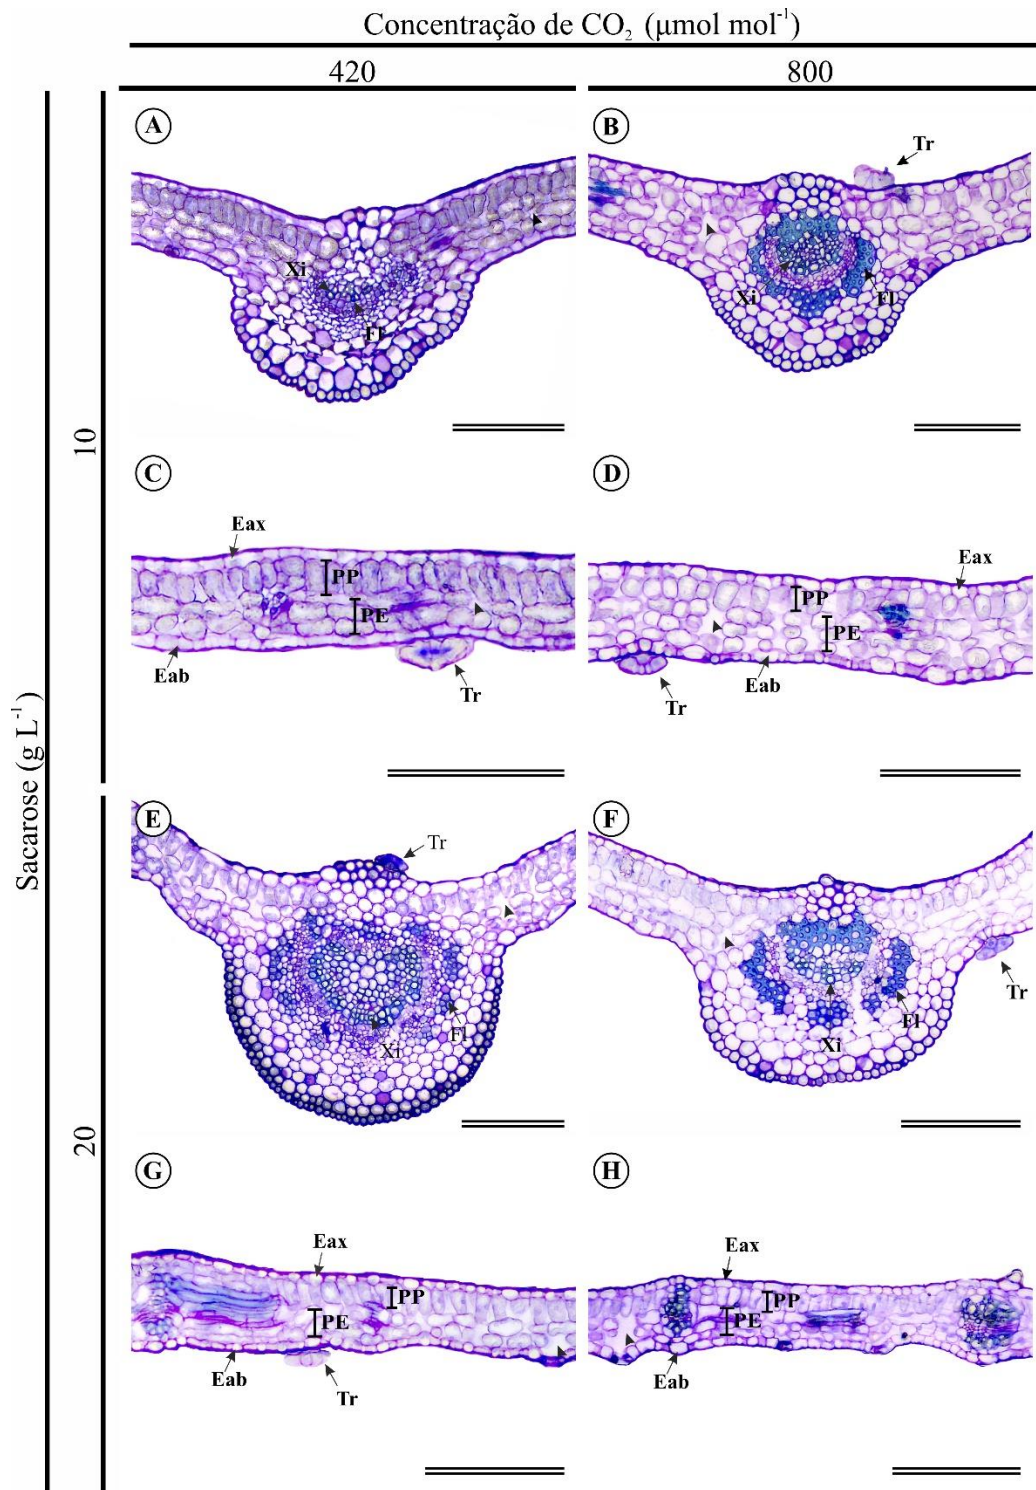 Concentração de CO₂ (μmol mol⁻¹)
420
800
Sacarose (g L⁻¹)
10
20
A
Xi
Fl
B
Tr
Xi
Fl
C
Eax
PP
PE
Eab
Tr
D
Eax
PP
PE
Eab
Tr
E
Tr
Xi
Fl
F
Tr
Fl
Xi
G
Eax
PP
PE
Eab
Tr
H
Eax
PP
PE
Eab